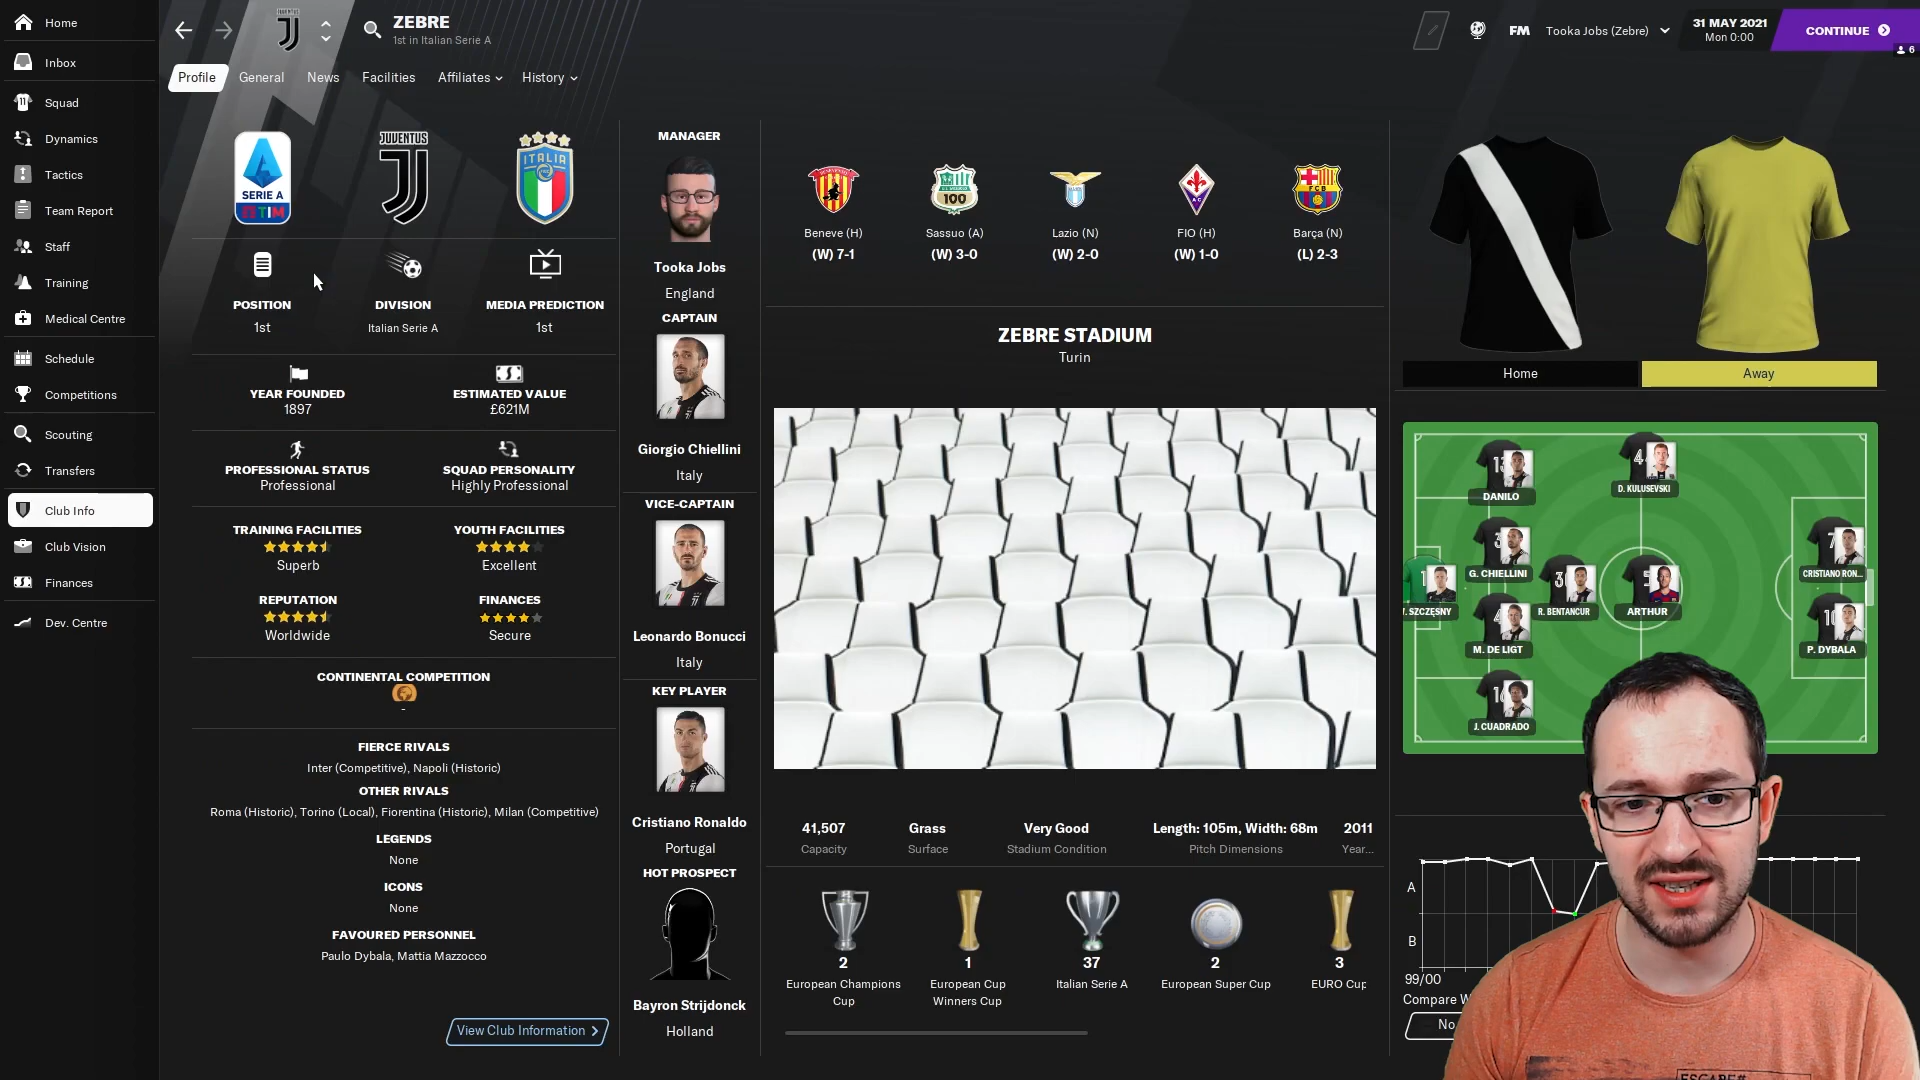 Home
Inbox
Squad
Dynamics
Tactics
Team Report
Staff
Training
Medical Centre
Schedule
Competitions
Scouting
Transfers
Club Info
Club Vision
Finances
Dev. Centre
ZEBRE
1st in Italian Serie A
FM
Tooka Jobs (Zebre)
31 MAY 2021
Mon 0:00
CONTINUE
6
Profile
General
News
Facilities
Affiliates
History
SERIE A
TIM
JUVENTUS
ITALIA
POSITION
1st
DIVISION
Italian Serie A
MEDIA PREDICTION
1st
YEAR FOUNDED
1897
ESTIMATED VALUE
£621M
PROFESSIONAL STATUS
Professional
SQUAD PERSONALITY
Highly Professional
TRAINING FACILITIES
Superb
YOUTH FACILITIES
Excellent
REPUTATION
Worldwide
FINANCES
Secure
CONTINENTAL COMPETITION
-
FIERCE RIVALS
Inter (Competitive), Napoli (Historic)
OTHER RIVALS
Roma (Historic), Torino (Local), Fiorentina (Historic), Milan (Competitive)
LEGENDS
None
ICONS
None
FAVOURED PERSONNEL
Paulo Dybala, Mattia Mazzocco
View Club Information
MANAGER
Tooka Jobs
England
CAPTAIN
Giorgio Chiellini
Italy
VICE-CAPTAIN
Leonardo Bonucci
Italy
KEY PLAYER
Cristiano Ronaldo
Portugal
HOT PROSPECT
Bayron Strijdonck
Holland
100
FCB
Beneve (H)
(W) 7-1
Sassuo (A)
(W) 3-0
Lazio (N)
(W) 2-0
FIO (H)
(W) 1-0
Barça (N)
(L) 2-3
ZEBRE STADIUM
Turin
41,507
Capacity
Grass
Surface
Very Good
Stadium Condition
Length: 105m, Width: 68m
Pitch Dimensions
2011
Year...
2
European Champions
Cup
1
European Cup
Winners Cup
37
Italian Serie A
2
European Super Cup
3
EURO Cup
Home
Away
DANILO
D. KULUSEVSKI
G. CHIELLINI
CRISTIANO RON...
. SZCZĘSNY
R. BENTANCUR
ARTHUR
M. DE LIGT
P. DYBALA
J. CUADRADO
A
B
99/00
Compare W
No